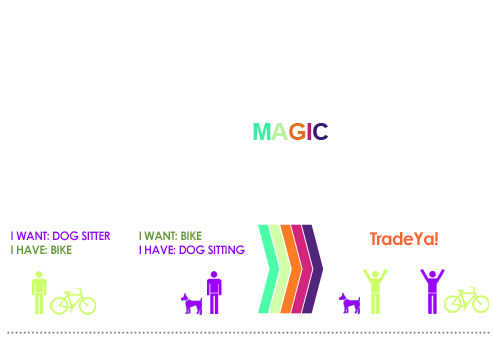 MAGIC
I WANT: DOG SITTER
I HAVE: BIKE
I WANT: BIKE
I HAVE: DOG SITTING
TradeYa!